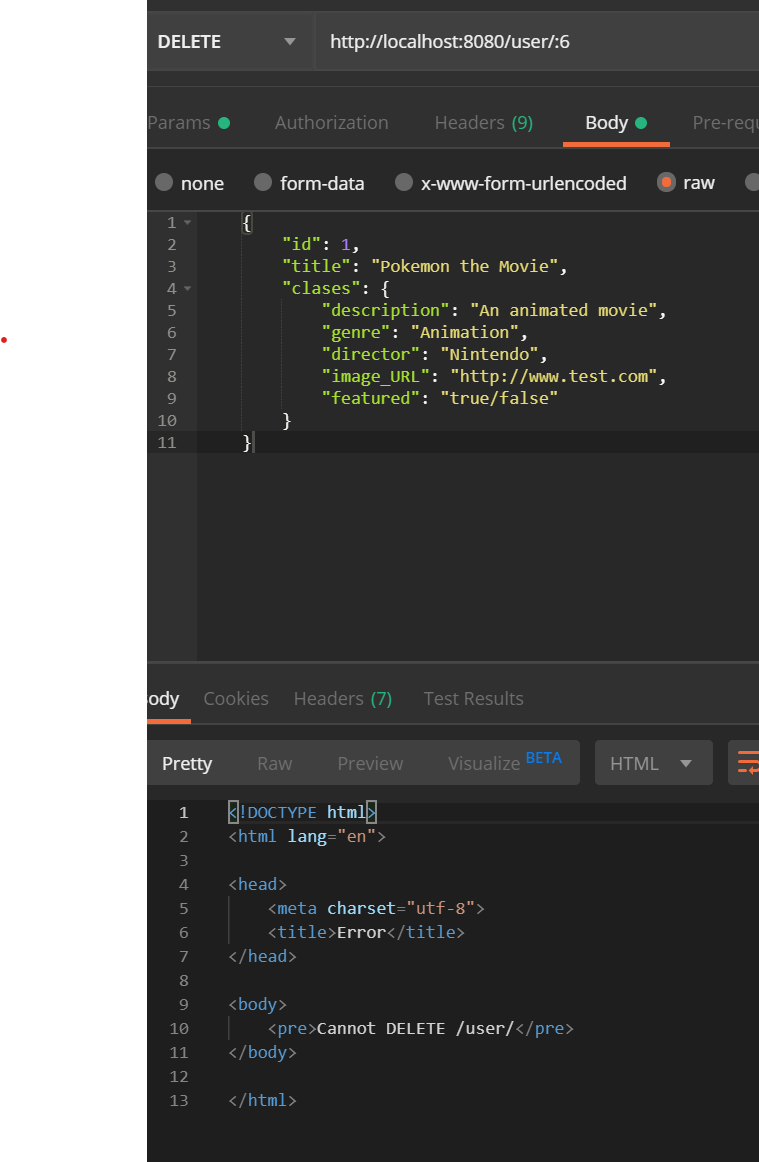 DELETE http://localhost:8080/user/:6
Params Authorization Headers (9) Body Pre-requ
none form-data x-www-form-urlencoded raw
1 {
2 "id": 1,
3 "title": "Pokemon the Movie",
4 "clases": {
5 "description": "An animated movie",
6 "genre": "Animation",
7 "director": "Nintendo",
8 "image_URL": "http://www.test.com",
9 "featured": "true/false"
10 }
11 }
ody Cookies Headers (7) Test Results
Pretty Raw Preview Visualize BETA HTML
1 <!DOCTYPE html>
2 <html lang="en">
3
4 <head>
5 <meta charset="utf-8">
6 <title>Error</title>
7 </head>
8
9 <body>
10 <pre>Cannot DELETE /user/</pre>
11 </body>
12
13 </html>